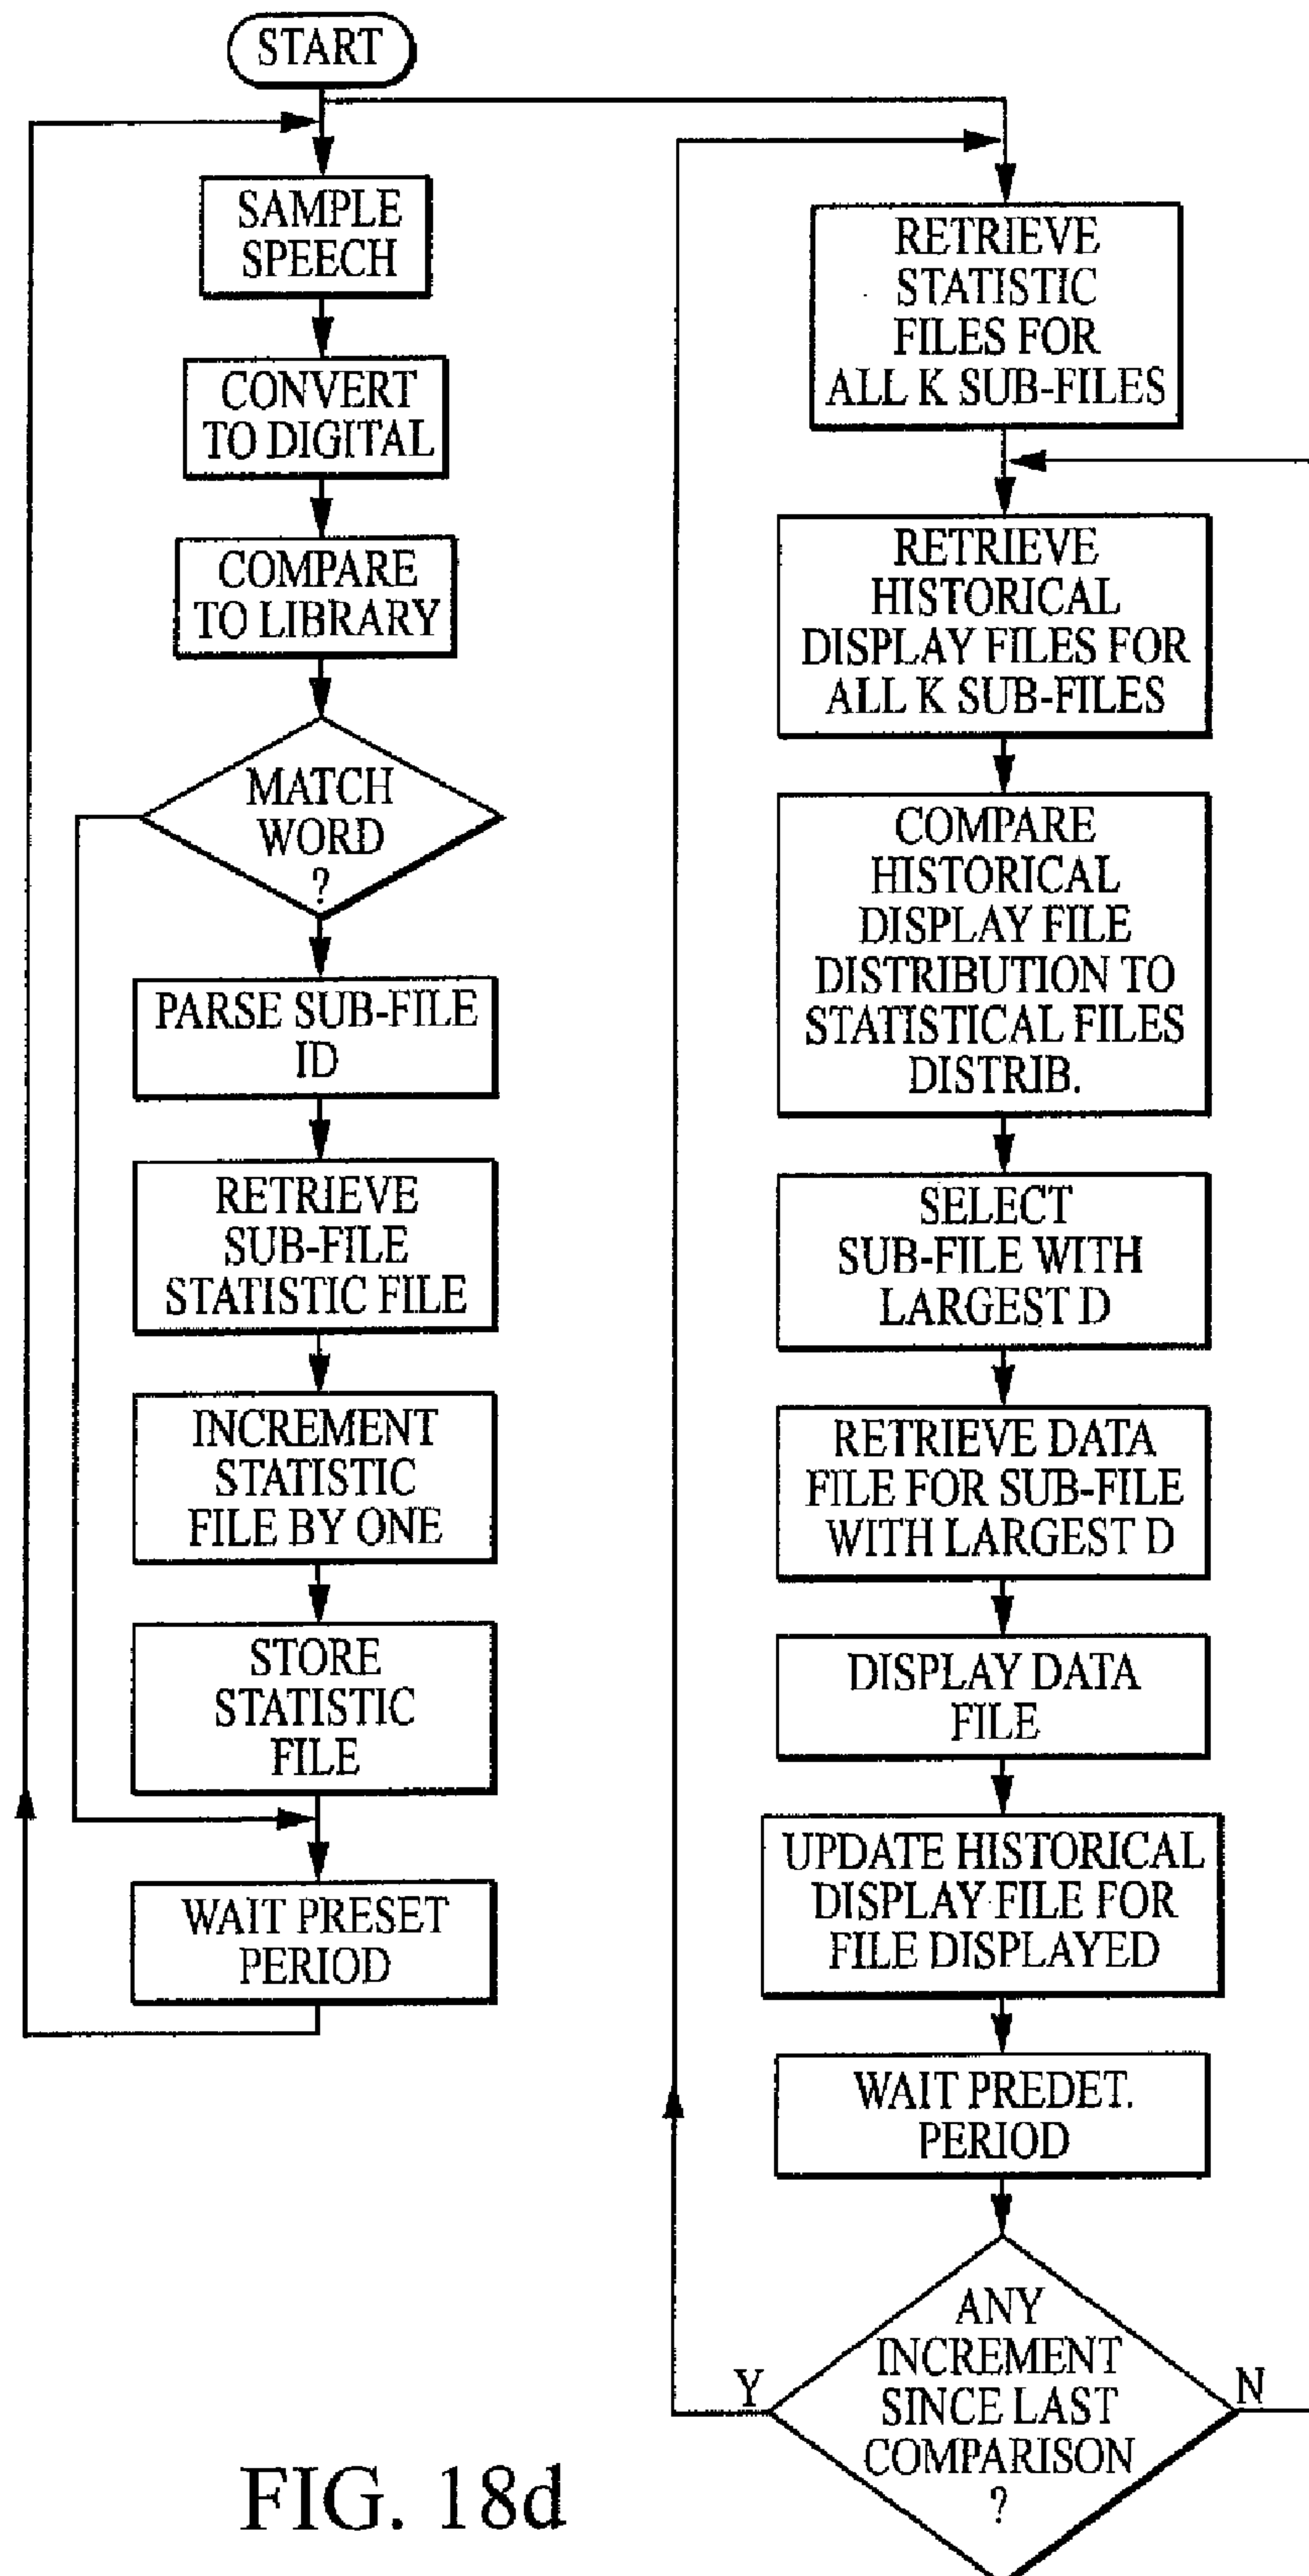 START
SAMPLE
SPEECH
CONVERT
TO DIGITAL
COMPARE
TO LIBRARY
MATCH
WORD
?
PARSE SUB-FILE
ID
RETRIEVE
SUB-FILE
STATISTIC FILE
INCREMENT
STATISTIC
FILE BY ONE
STORE
STATISTIC
FILE
WAIT PRESET
PERIOD
RETRIEVE
STATISTIC
FILES FOR
ALL K SUB-FILES
RETRIEVE
HISTORICAL
DISPLAY FILES FOR
ALL K SUB-FILES
COMPARE
HISTORICAL
DISPLAY FILE
DISTRIBUTION TO
STATISTICAL FILES
DISTRIB.
SELECT
SUB-FILE WITH
LARGEST D
RETRIEVE DATA
FILE FOR SUB-FILE
WITH LARGEST D
DISPLAY DATA
FILE
UPDATE HISTORICAL
DISPLAY FILE FOR
FILE DISPLAYED
WAIT PREDET.
PERIOD
ANY
INCREMENT
SINCE LAST
COMPARISON
?
Y
N
FIG. 18d